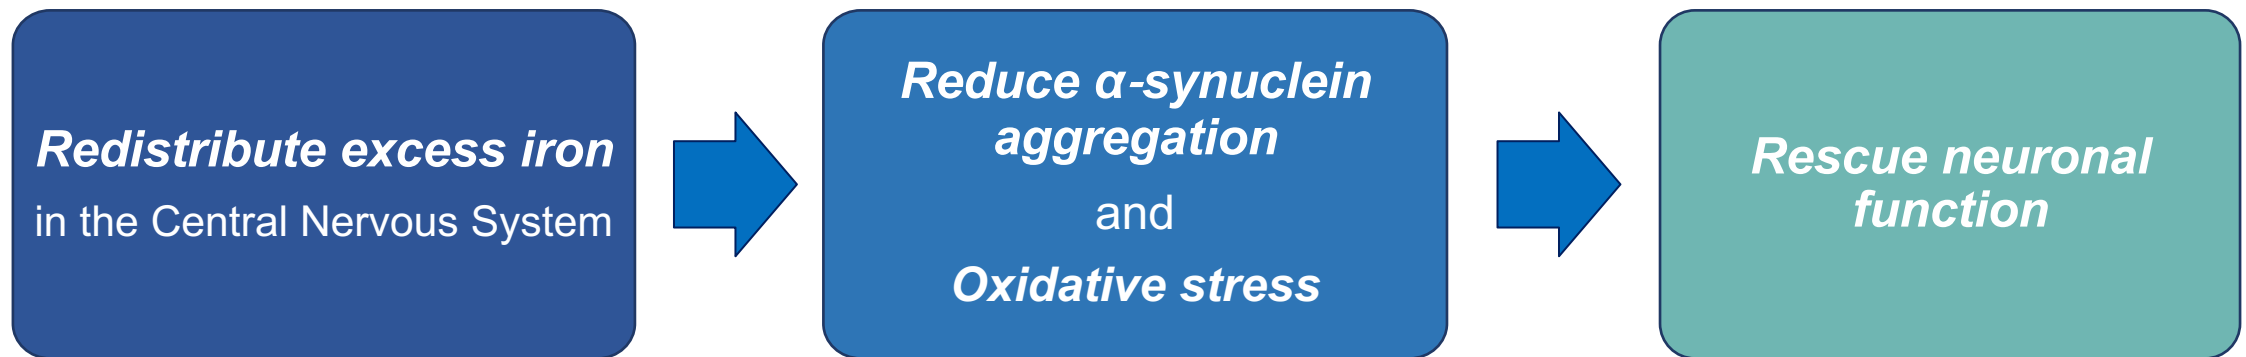 Redistribute excess iron
in the Central Nervous System
Reduce α-synuclein
aggregation
and
Oxidative stress
Rescue neuronal
function